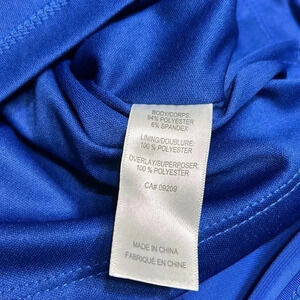 BODY/CORPS:
94% POLYESTER
6% SPANDEX
LINING/DOUBLURE:
100 % POLYESTER
OVERLAY/SUPERPOSER:
100 % POLYESTER
CA# 09209
MADE IN CHINA
FABRIQUÉ EN CHINE